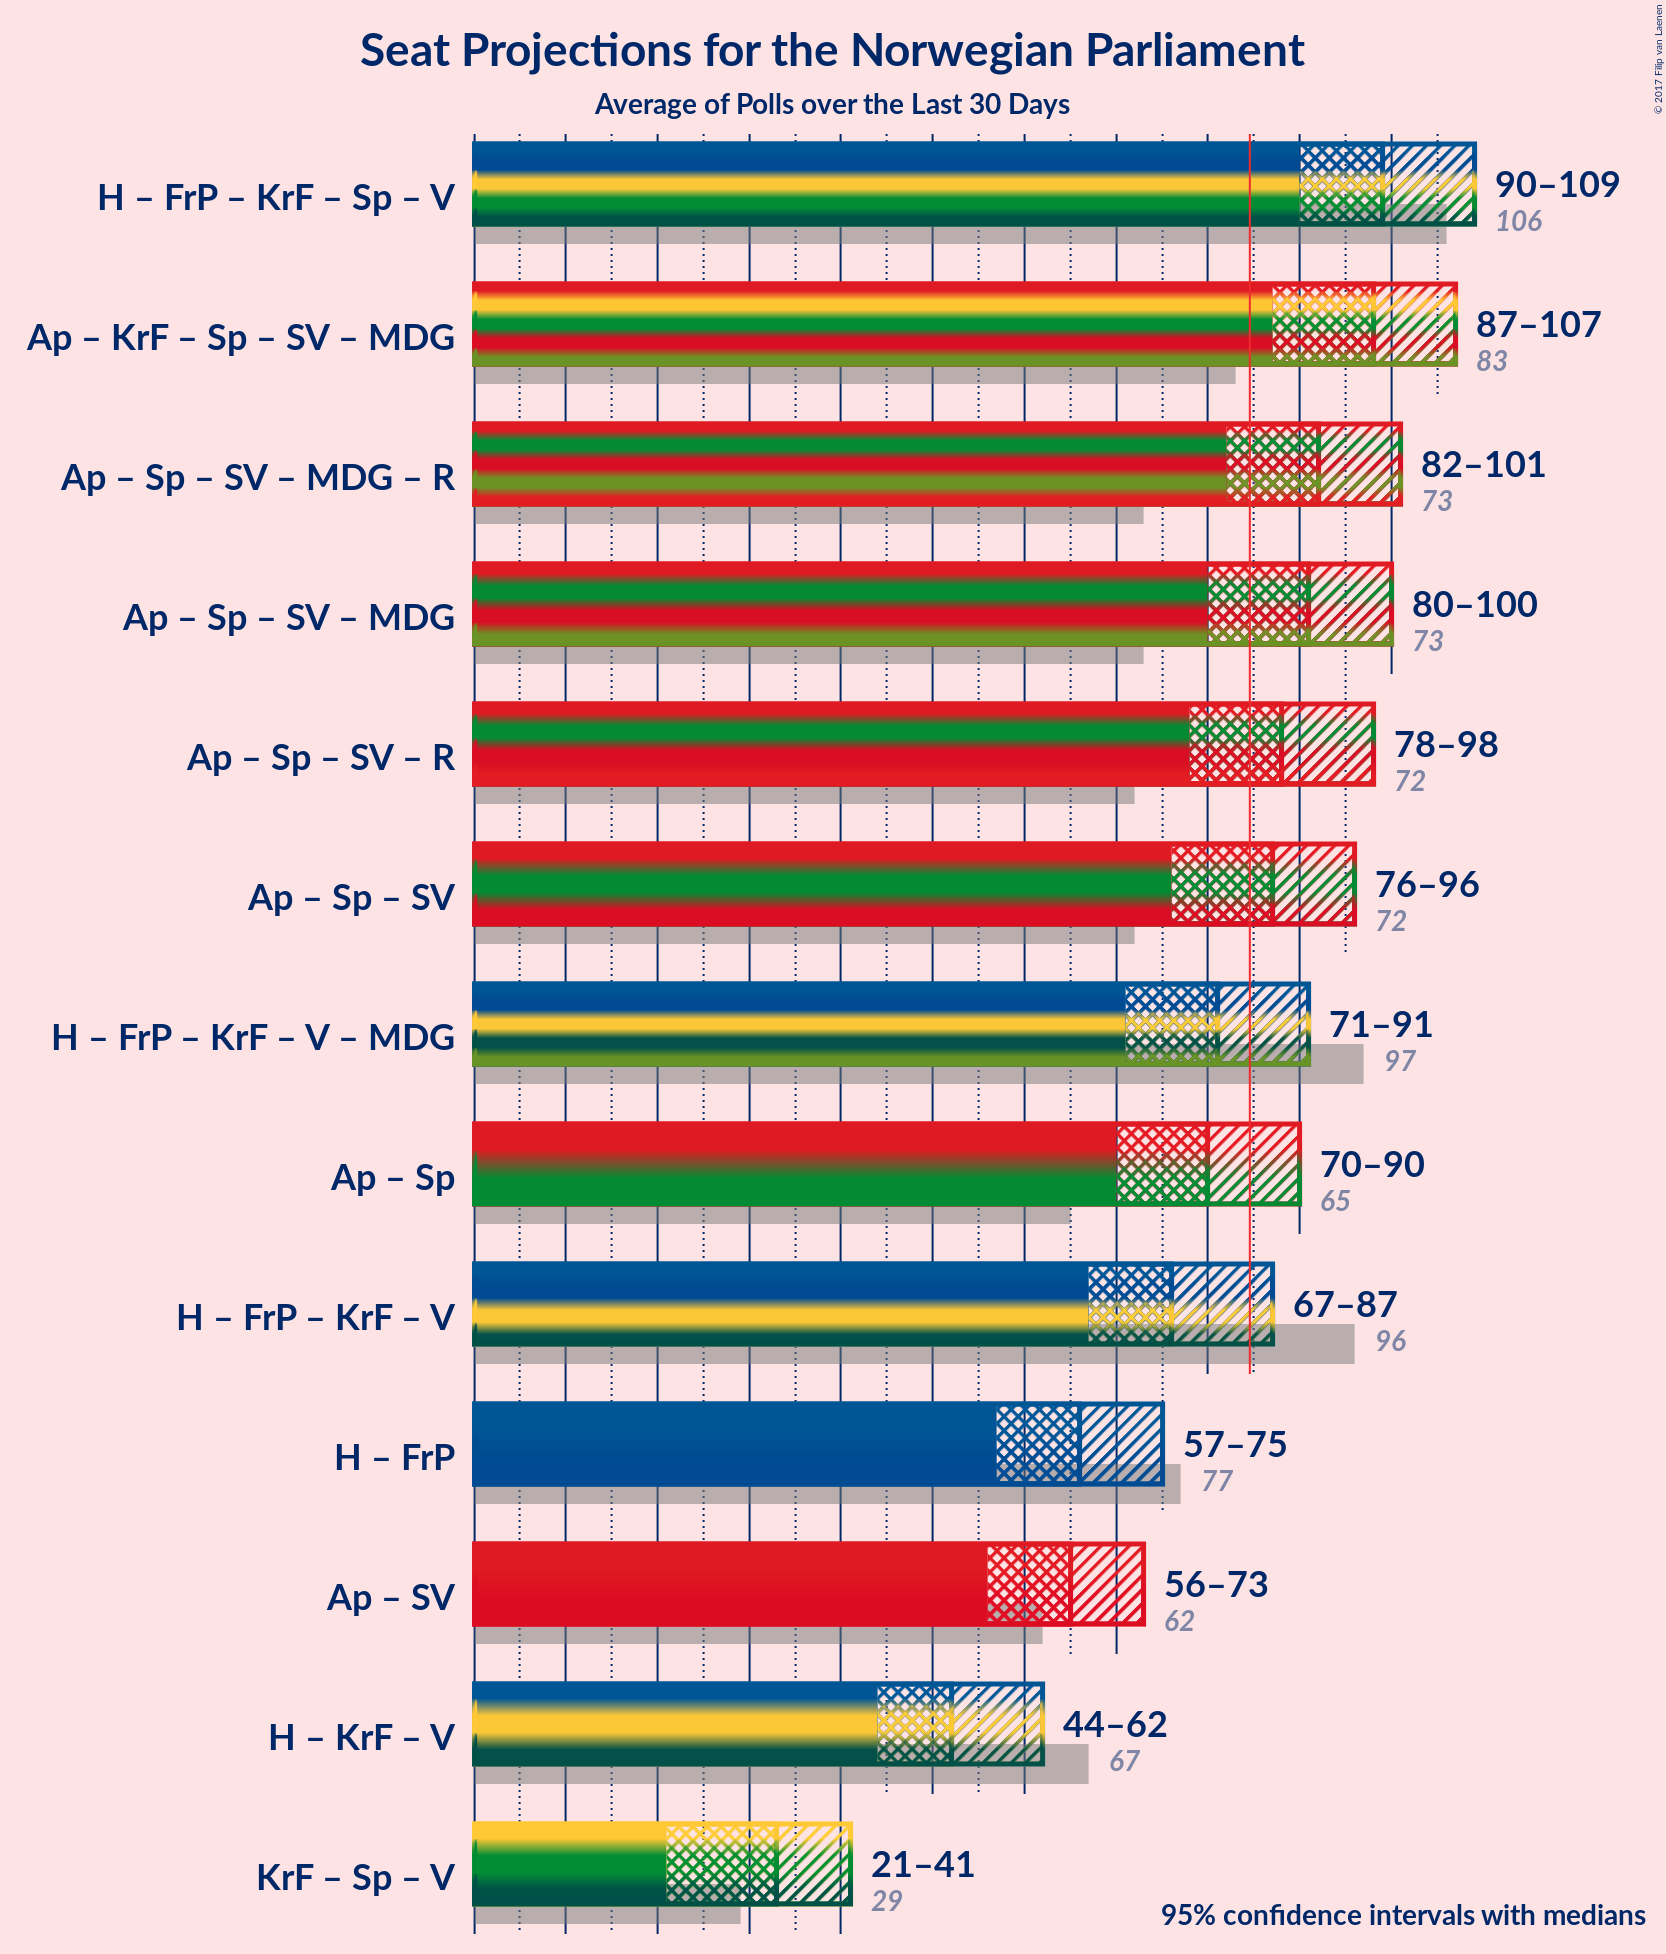 Seat Projections for the Norwegian Parliament
Average of Polls over the Last 30 Days
© 2017 Filip van Laenen
H – FrP – KrF – Sp – V
90–109
106
Ap – KrF – Sp – SV – MDG
87–107
83
Ap – Sp – SV – MDG – R
82–101
73
Ap – Sp – SV – MDG
80–100
73
Ap – Sp – SV – R
78–98
72
Ap – Sp – SV
76–96
72
H – FrP – KrF – V – MDG
71–91
97
Ap – Sp
70–90
65
H – FrP – KrF – V
67–87
96
H – FrP
57–75
77
Ap – SV
56–73
62
H – KrF – V
44–62
67
KrF – Sp – V
21–41
29
95% confidence intervals with medians